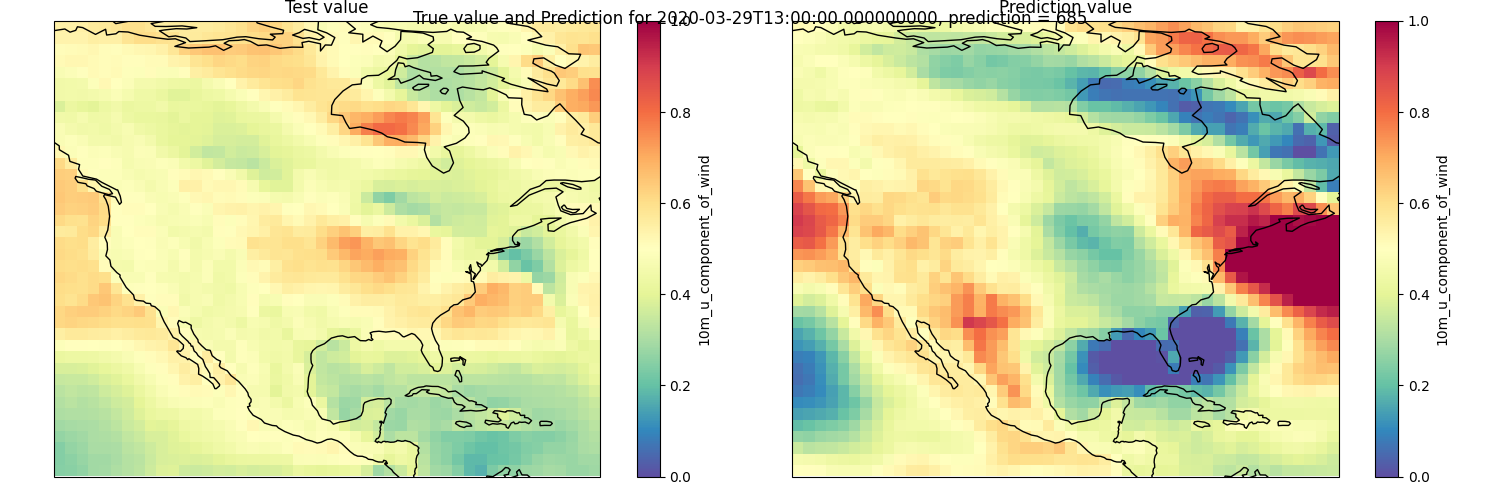 Test value
True value and Prediction for 2020-03-29T13:00:00.000000000, prediction = 685
Prediction value
1.0
0.8
0.6
0.4
0.2
0.0
10m_u_component_of_wind
1.0
0.8
0.6
0.4
0.2
0.0
10m_u_component_of_wind